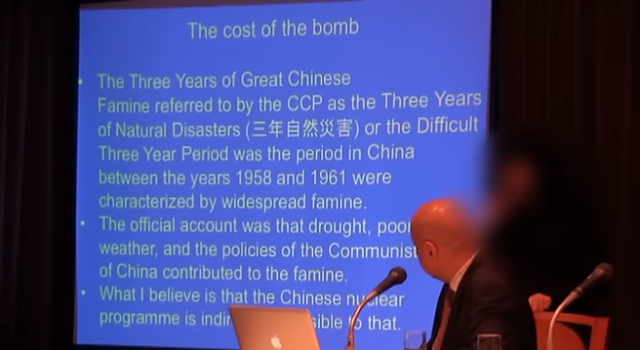 The cost of the bomb
• The Three Years of Great Chinese
Famine referred to by the CCP as the Three Years
of Natural Disasters (三年自然災害) or the Difficult
Three Year Period was the period in China
between the years 1958 and 1961 were
characterized by widespread famine.
• The official account was that drought, poor
weather, and the policies of the Communist
of China contributed to the famine.
• What I believe is that the Chinese nuclear
programme is to that.